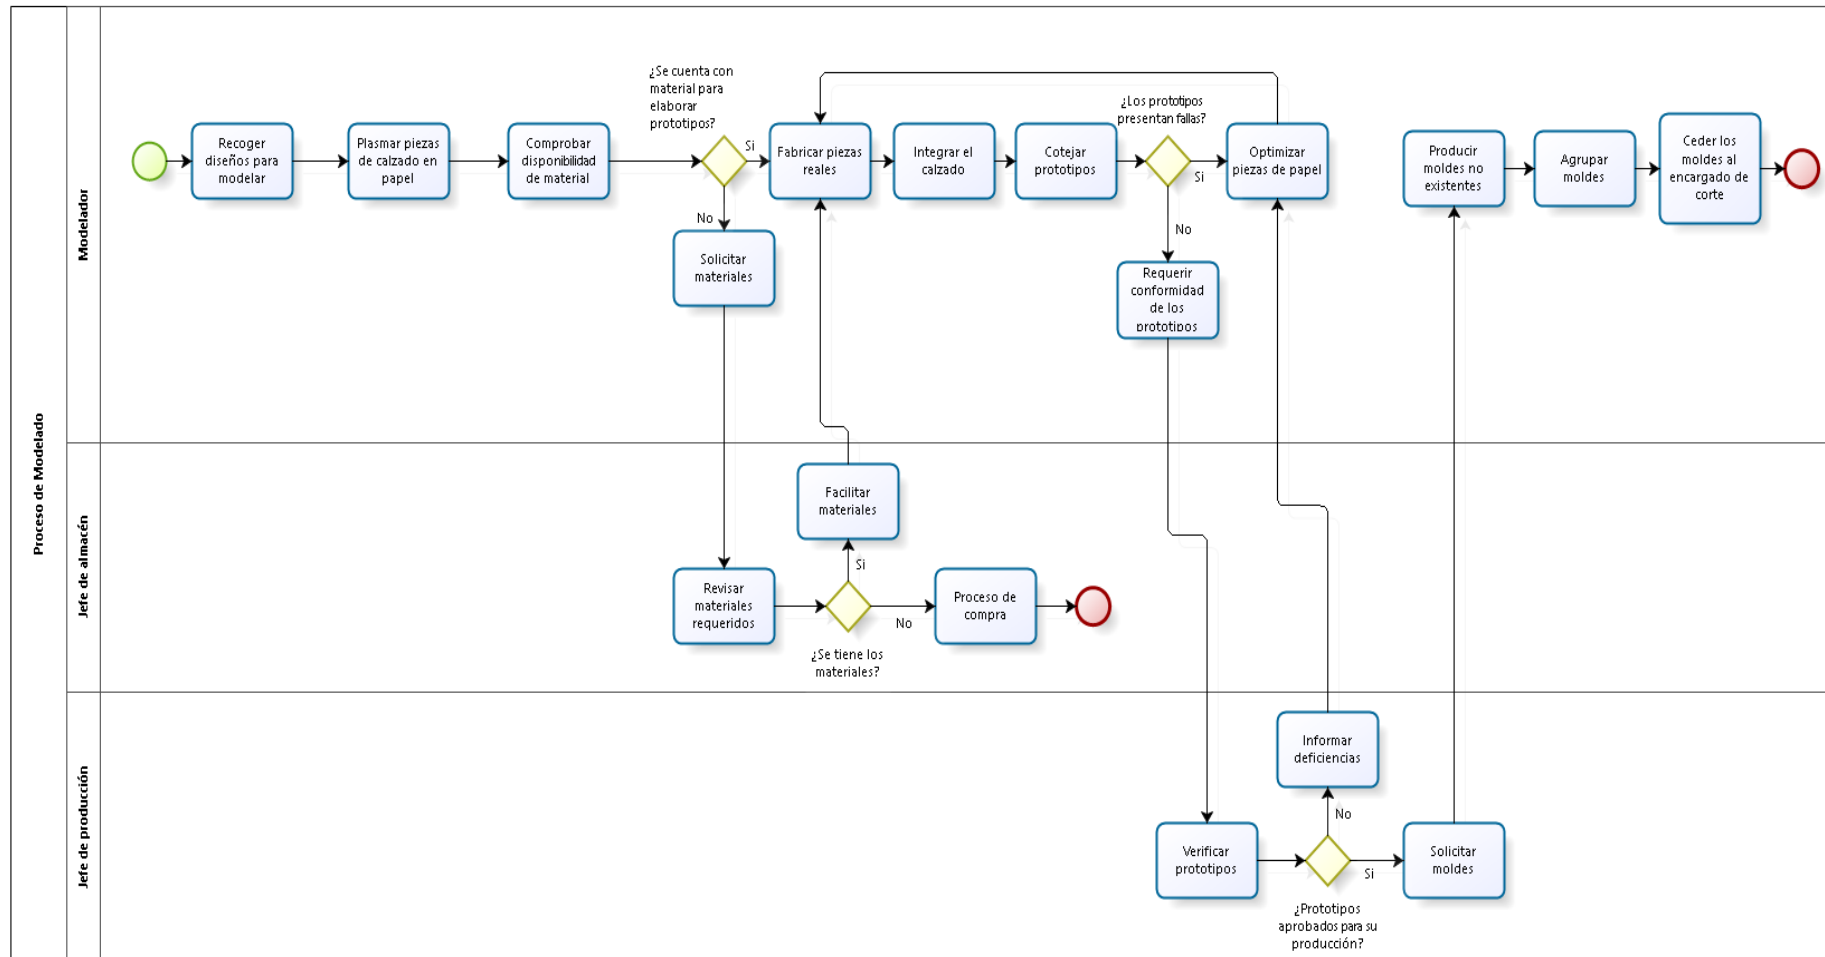 Proceso de Modelado
Modelador
¿Se cuenta con
material para
elaborar
prototipos?
¿Los prototipos
presentan fallas?
Recoger
diseños para
modelar
Plasmar piezas
de calzado en
papel
Comprobar
disponibilidad
de material
Si
Fabricar piezas
reales
Integrar el
calzado
Cotejar
prototipos
Si
Optimizar
piezas de papel
Producir
moldes no
existentes
Agrupar
moldes
Ceder los
moldes al
encargado de
corte
No
Solicitar
materiales
No
Requerir
conformidad
de los
prototipos
Jefe de almacén
Facilitar
materiales
Si
Revisar
materiales
requeridos
No
Proceso de
compra
¿Se tiene los
materiales?
Jefe de producción
Informar
deficiencias
No
Verificar
prototipos
Si
Solicitar
moldes
¿Prototipos
aprobados para su
producción?